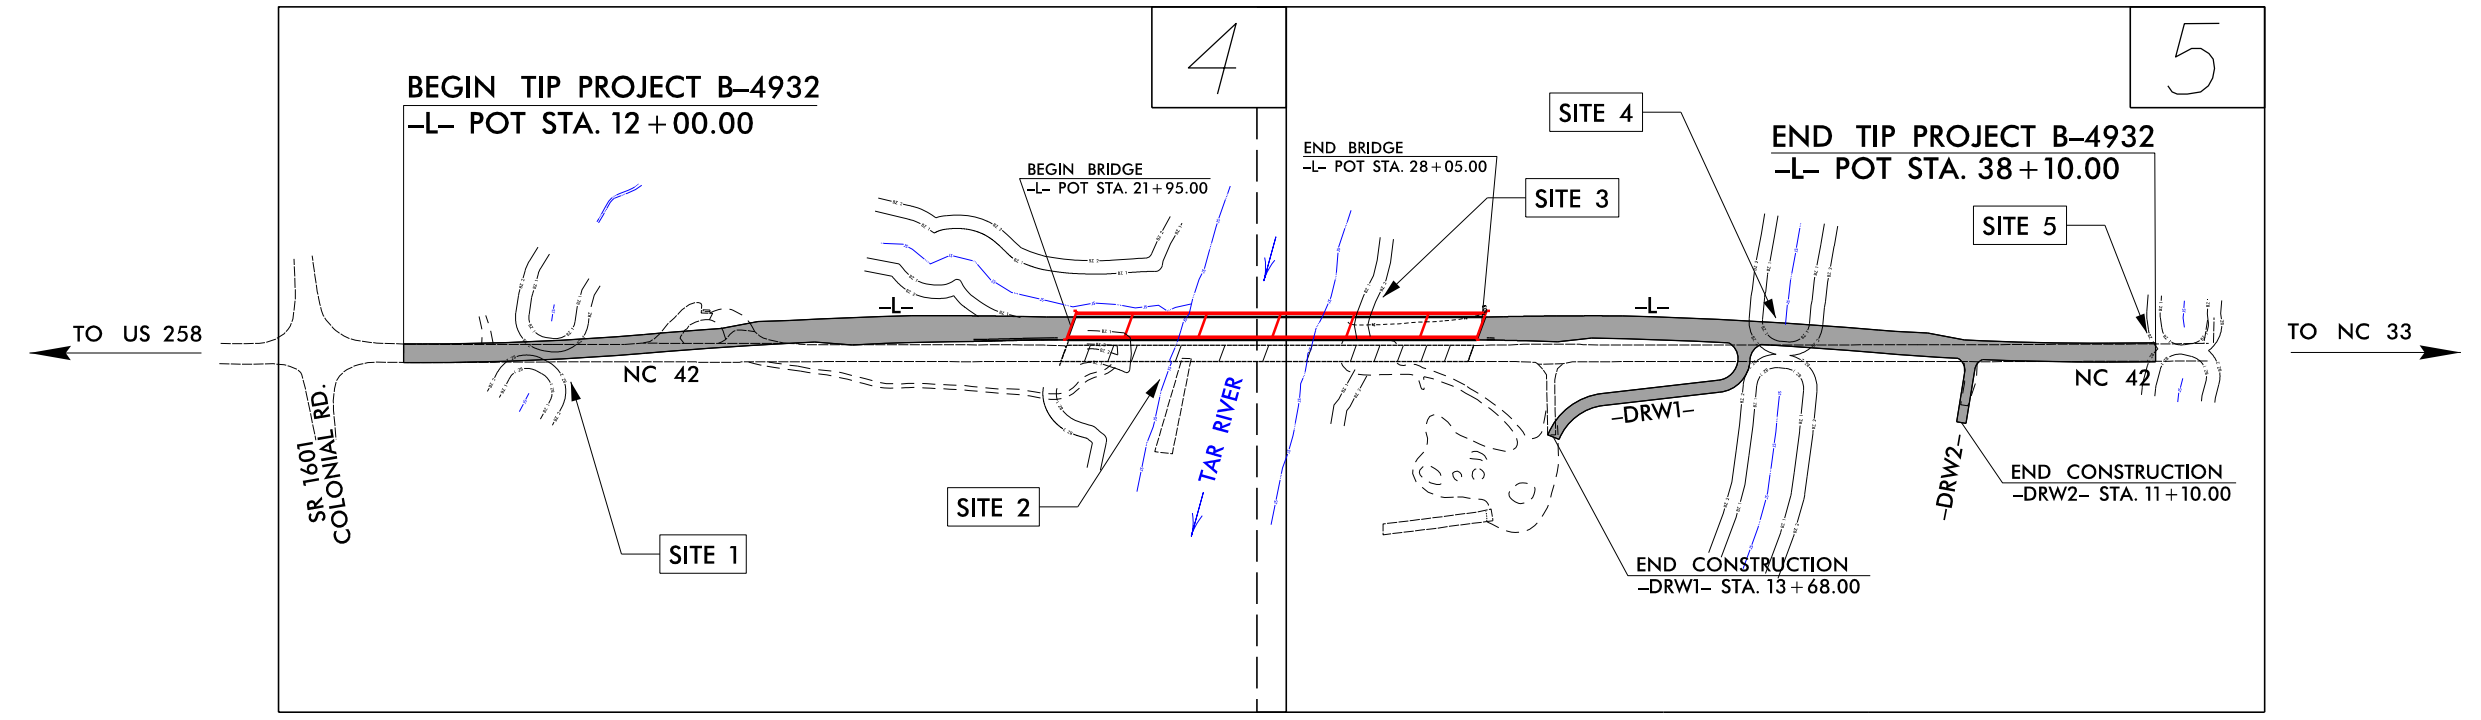 4
5
BEGIN TIP PROJECT B–4932
–L– POT STA. 12+00.00
SITE 4
END TIP PROJECT B–4932
–L– POT STA. 38+10.00
BEGIN BRIDGE
–L– POT STA. 21+95.00
END BRIDGE
–L– POT STA. 28+05.00
SITE 3
SITE 5
–L–
–L–
TO US 258
TO NC 33
NC 42
NC 42
SR 1601
COLONIAL RD.
TAR RIVER
–DRW1–
–DRW2–
SITE 2
SITE 1
END CONSTRUCTION
–DRW2– STA. 11+10.00
END CONSTRUCTION
–DRW1– STA. 13+68.00